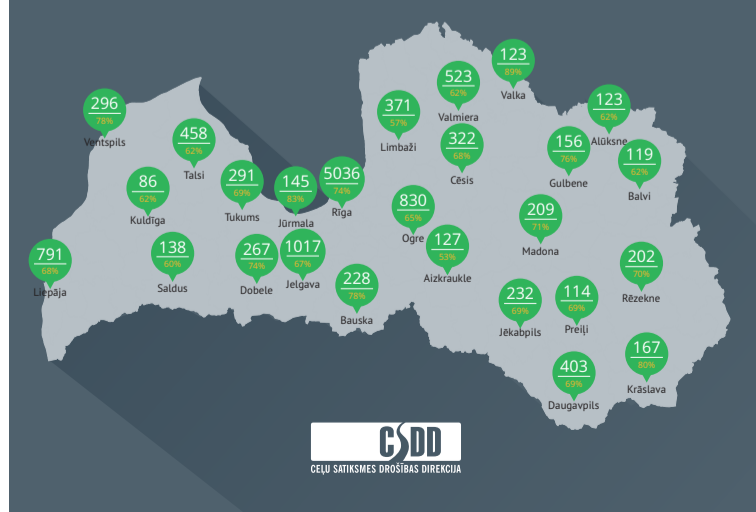 123
89%
Valka
523
62%
Valmiera
296
78%
Ventspils
371
57%
Limbaži
123
62%
Alūksne
458
62%
Talsi
322
68%
Cēsis
156
76%
Gulbene
119
62%
Balvi
86
62%
Kuldīga
291
69%
Tukums
145
83%
Jūrmala
5036
74%
Rīga
830
65%
Ogre
209
71%
Madona
791
68%
Liepāja
138
60%
Saldus
267
74%
Dobele
1017
67%
Jelgava
127
53%
Aizkraukle
202
70%
Rēzekne
228
78%
Bauska
232
69%
Jēkabpils
114
69%
Preiļi
403
69%
Daugavpils
167
80%
Krāslava
CSDD
CEĻU SATIKSMES DROŠĪBAS DIREKCIJA